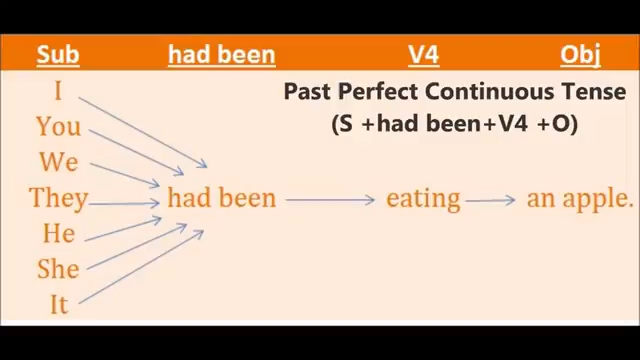 Sub had been V4 Obj
I
Past Perfect Continuous Tense
You
(S +had been+V4 +O)
We
They had been eating an apple.
He
She
It